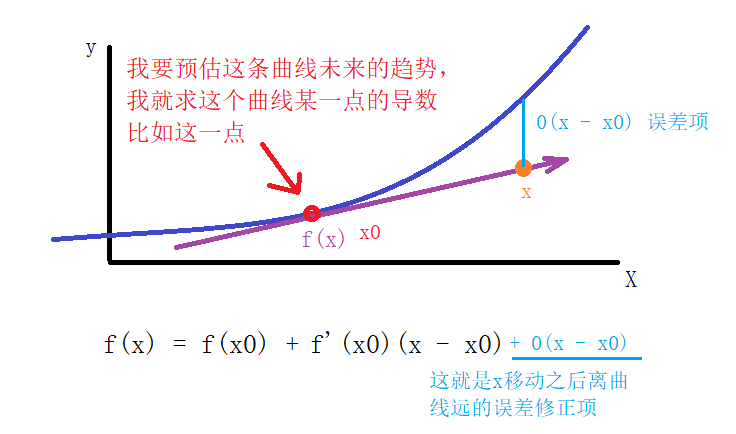 y
我要预估这条曲线未来的趋势，
我就求这个曲线某一点的导数
比如这一点
O(x - x0) 误差项
x
f(x) x0
X
f(x) = f(x0) + f'(x0)(x - x0)+ O(x - x0)
这就是x移动之后离曲
线远的误差修正项